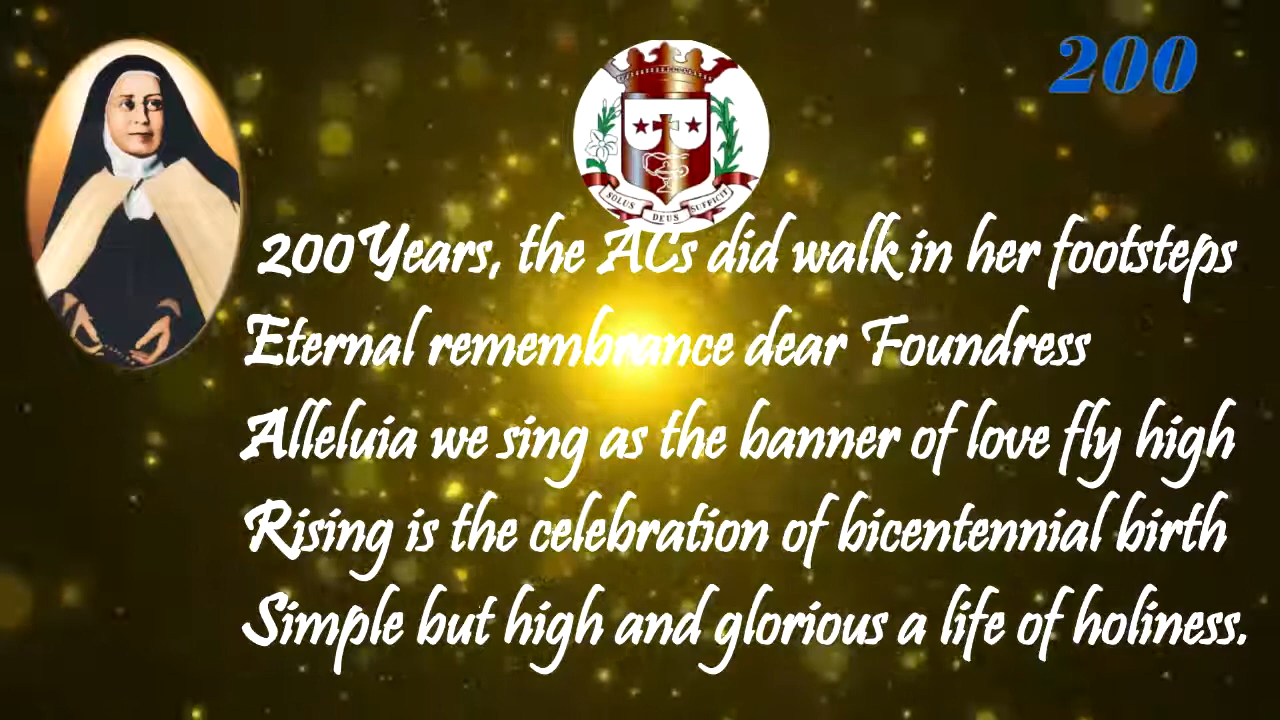 200
SOLUS DEUS SUFFICIT
200 Years, the ACs did walk in her footsteps
Eternal remembrance dear Foundress
Alleluia we sing as the banner of love fly high
Rising is the celebration of bicentennial birth
Simple but high and glorious a life of holiness.